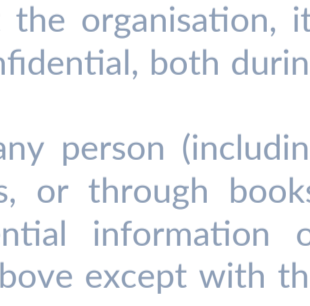 the organisation, it
nfidential, both durin
any person (includin
s, or through books
ntial information o
bove except with th